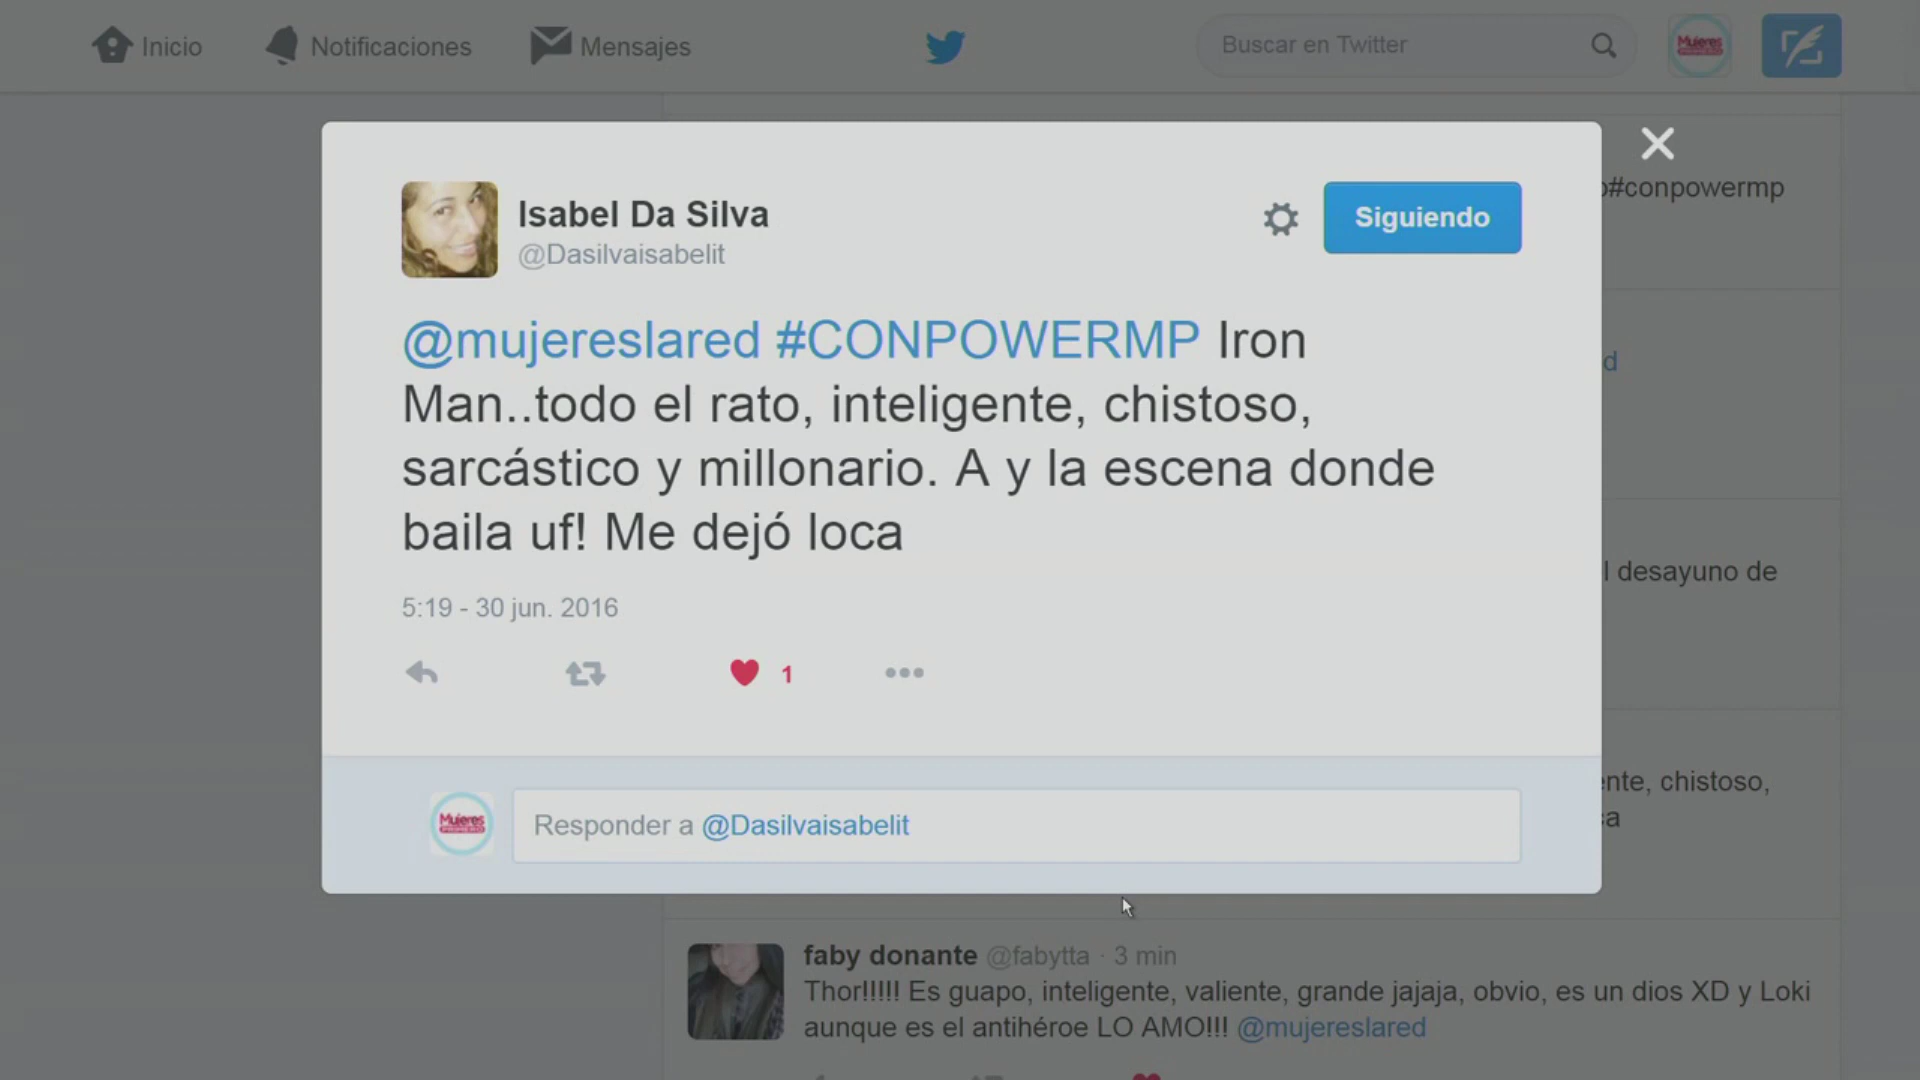 Inicio
Notificaciones
Mensajes
Buscar en Twitter
Mujeres
#conpowermp
Isabel Da Silva
@Dasilvaisabelit
Siguiendo
@mujereslared #CONPOWERMP Iron
Man..todo el rato, inteligente, chistoso,
sarcástico y millonario. A y la escena donde
baila uf! Me dejó loca
5:19 - 30 jun. 2016
1
desayuno de
chistoso,
Mujeres
Responder a @Dasilvaisabelit
faby donante @fabytta · 3 min
Thor!!!!! Es guapo, inteligente, valiente, grande jajaja, obvio, es un dios XD y Loki
aunque es el antihéroe LO AMO!!! @mujereslared